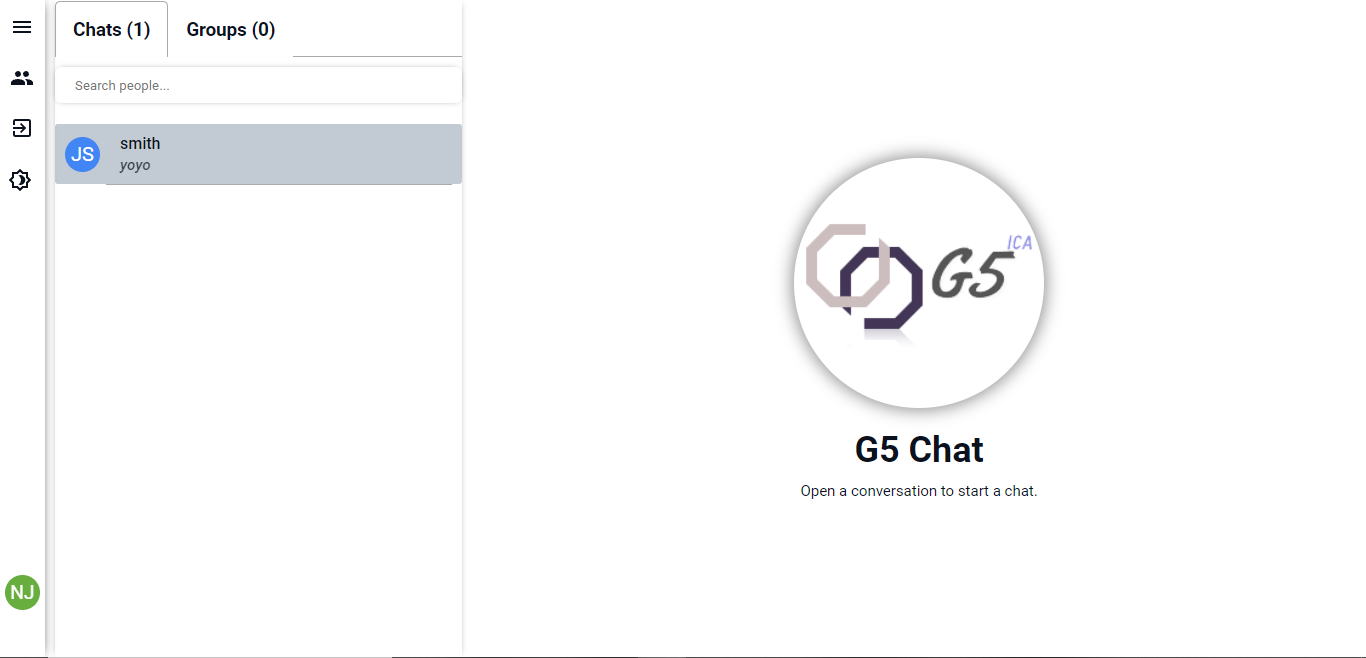 Chats (1)
Groups (0)
Search people...
JS
smith
yoyo
ICA
G5
G5 Chat
Open a conversation to start a chat.
NJ